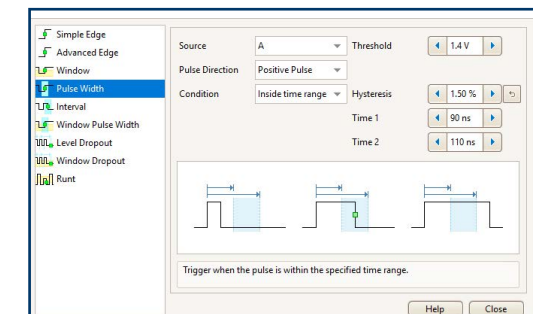 Simple Edge
Advanced Edge
Window
Pulse Width
Interval
Window Pulse Width
Level Dropout
Window Dropout
Runt
Source A Threshold 1.4 V
Pulse Direction Positive Pulse
Condition Inside time range Hysteresis 1.50 %
Time 1 90 ns
Time 2 110 ns
Trigger when the pulse is within the specified time range.
Help Close